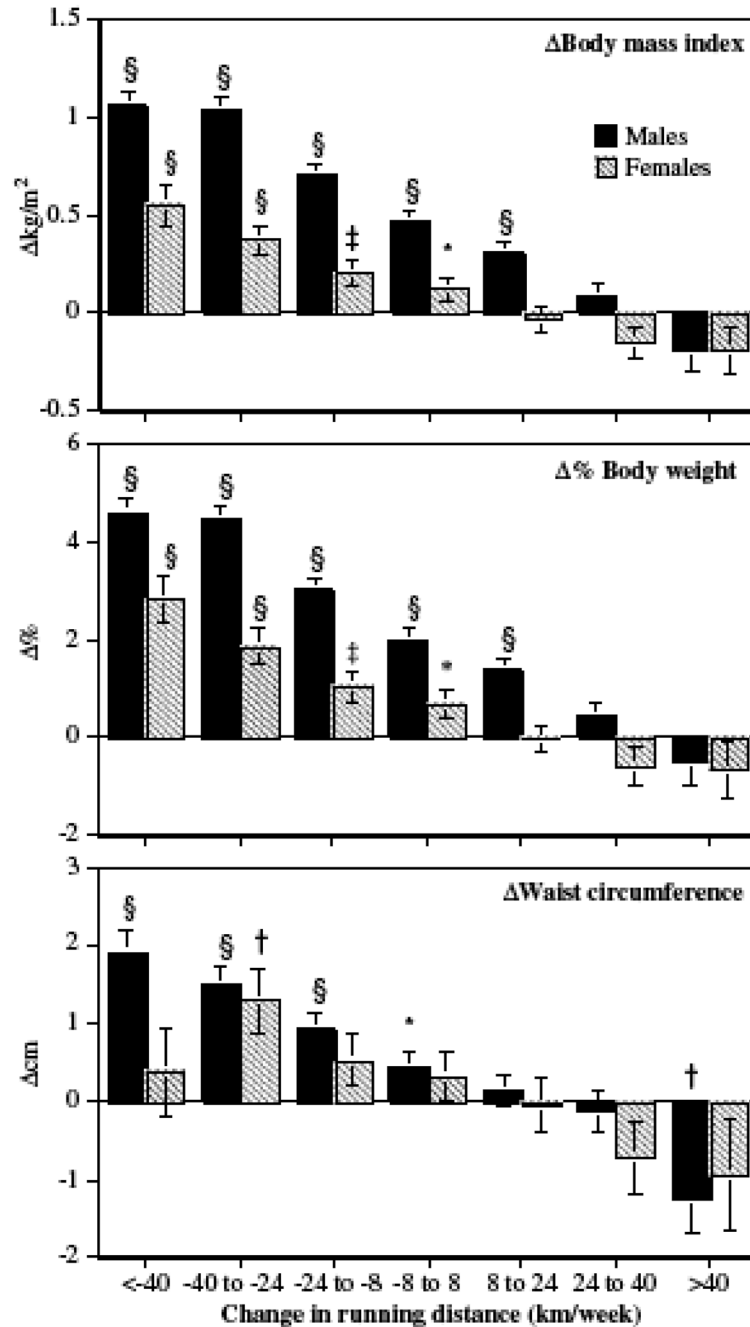 ΔBody mass index
Males
Females
Δkg/m²
1.5
1
0.5
0
-0.5
§ § § § §
§ § ‡ *
Δ% Body weight
Δ%
6
4
2
0
-2
§ § § § §
§ § ‡ *
ΔWaist circumference
Δcm
3
2
1
0
-1
-2
§ § † § * †
<-40 -40 to -24 -24 to -8 -8 to 8 8 to 24 24 to 40 >40
Change in running distance (km/week)